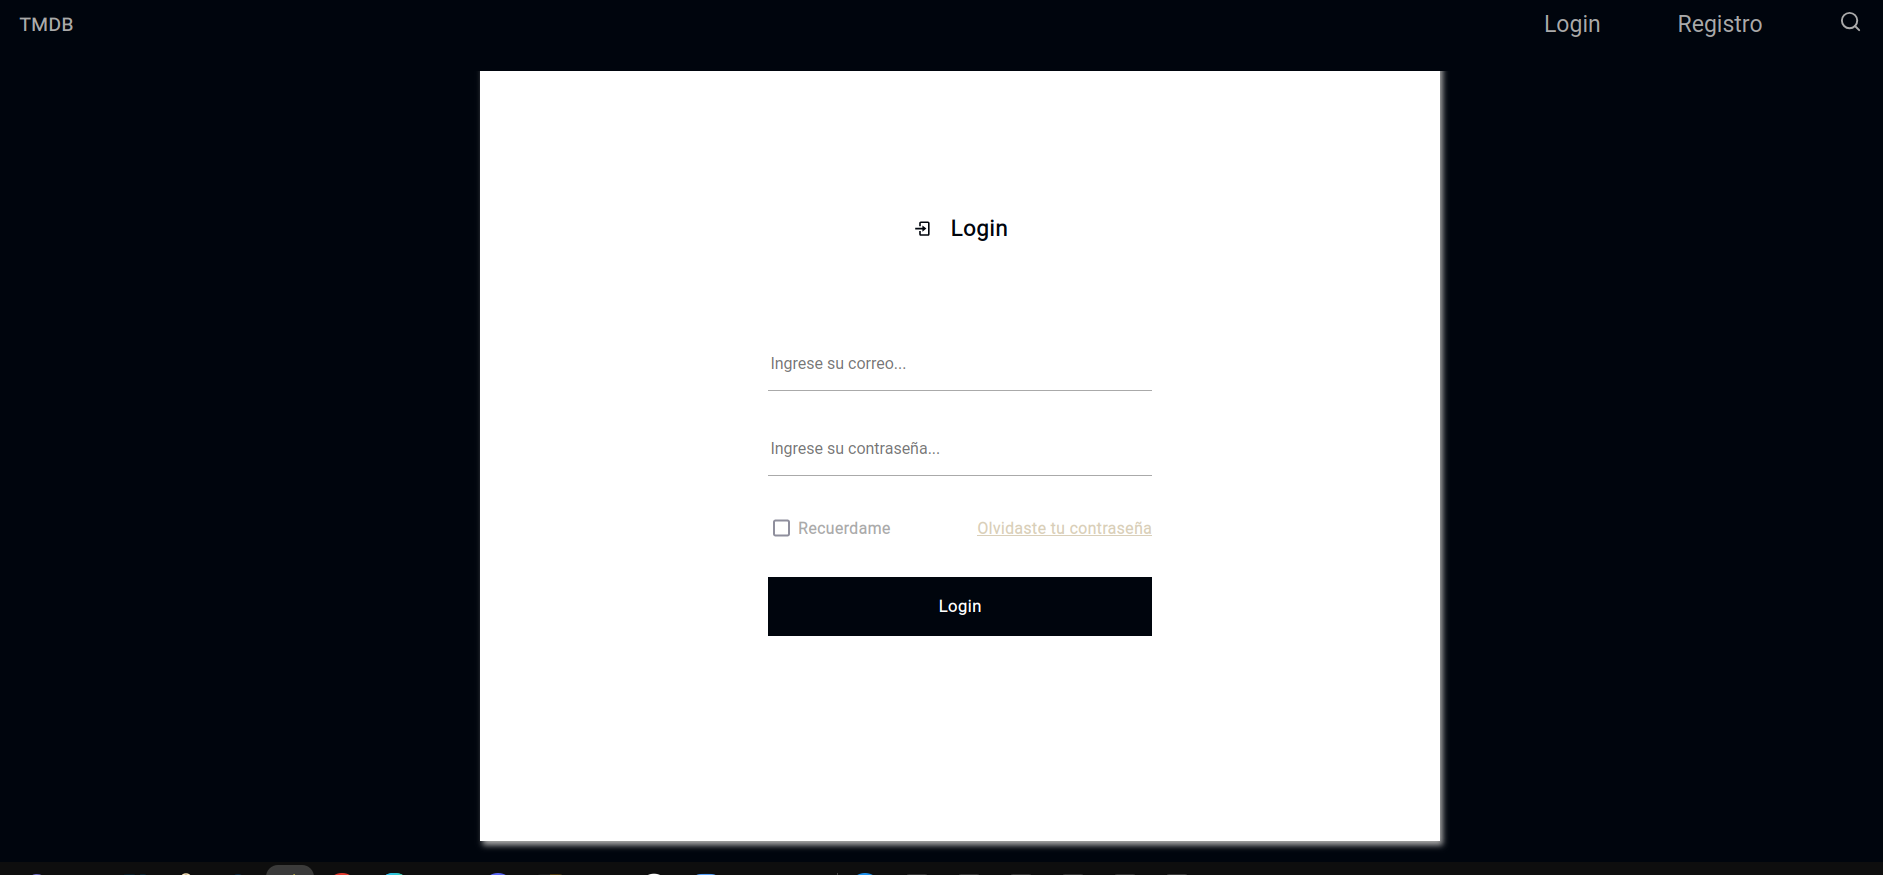 TMDB Login Registro
Login
Ingrese su correo...
Ingrese su contraseña...
Recuerdame Olvidaste tu contraseña
Login